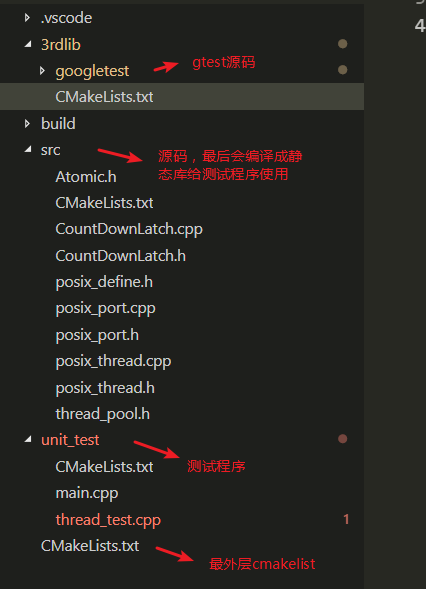 .vscode
3rdlib
googletest
gtest源码
CMakeLists.txt
build
src
源码，最后会编译成静
态库给测试程序使用
Atomic.h
CMakeLists.txt
CountDownLatch.cpp
CountDownLatch.h
posix_define.h
posix_port.cpp
posix_port.h
posix_thread.cpp
posix_thread.h
thread_pool.h
unit_test
CMakeLists.txt
测试程序
main.cpp
thread_test.cpp 1
CMakeLists.txt
最外层cmakelist
4